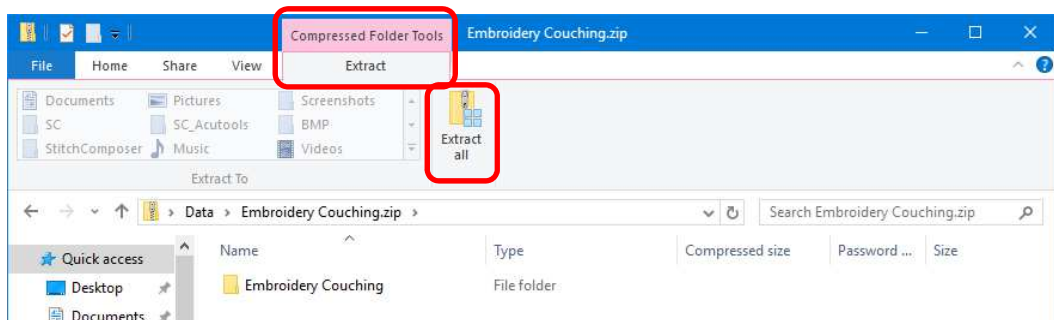 Compressed Folder Tools Embroidery Couching.zip
File Home Share View Extract
Documents Pictures Screenshots
SC SC_Acutools BMP
StitchComposer Music Videos
Extract
all
Extract To
Data > Embroidery Couching.zip > Search Embroidery Couching.zip
Quick access Name Type Compressed size Password ... Size
Desktop Embroidery Couching File folder
Documents